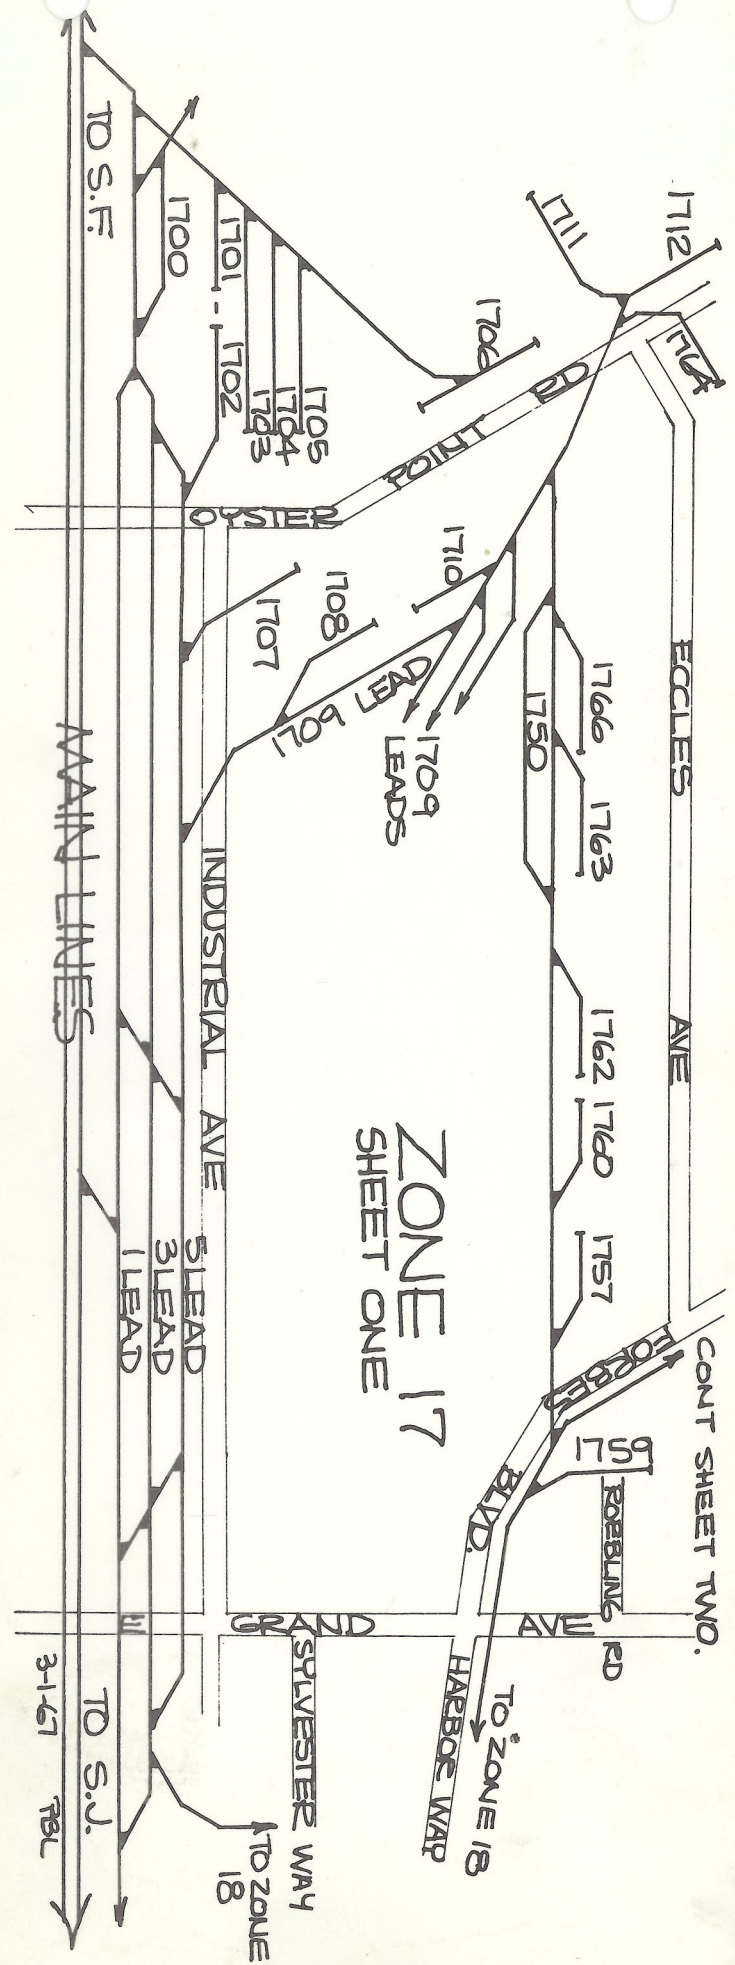 1712
1711
1764
1706
1705
1704
1703
1701 - 1702
1700
TO S.F.
OYSTER POINT RD
ECCLES AVE
1710
1708
1707
1709 LEAD
1709
LEADS
1766
1763
1750
1762
1760
1757
INDUSTRIAL AVE
MAIN LINES
ZONE 17
SHEET ONE
5 LEAD
3 LEAD
1 LEAD
FORBES BLVD.
CONT SHEET TWO.
1759
ROEBLING RD
GRAND AVE
SYLVESTER WAY
HARBOR WAY
TO ZONE 18
TO ZONE
18
TO S.J.
3-1-67 RBL